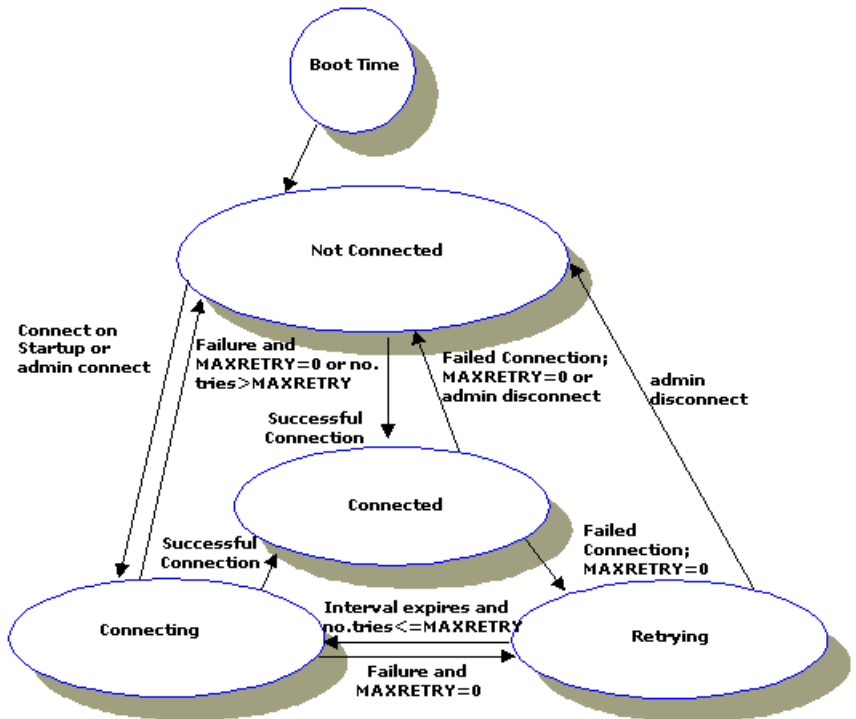 Boot Time
Not Connected
Connect on
Startup or
admin connect
Failure and
MAXRETRY=0 or no.
tries>MAXRETRY
Failed Connection;
MAXRETRY=0 or
admin disconnect
admin
disconnect
Successful
Connection
Connected
Successful
Connection
Failed
Connection;
MAXRETRY=0
Connecting
Interval expires and
no.tries<=MAXRETRY
Retrying
Failure and
MAXRETRY=0